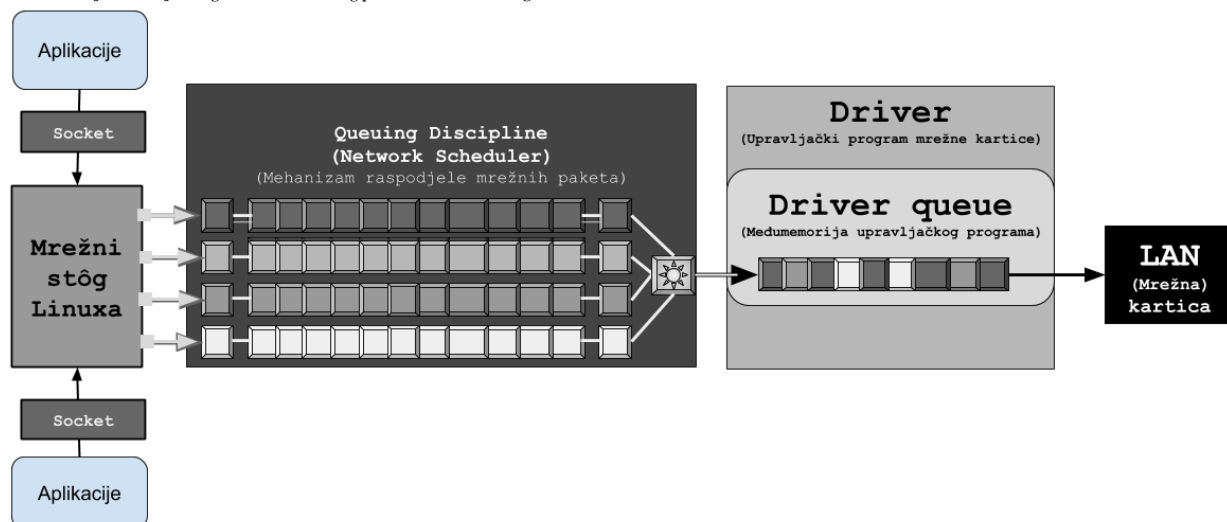 Aplikacije
Socket
Mrežni
stôg
Linuxa
Socket
Aplikacije
Queuing Discipline
(Network Scheduler)
(Mehanizam raspodjele mrežnih paketa)
Driver
(Upravljački program mrežne kartice)
Driver queue
(Međumemorija upravljačkog programa)
LAN
(Mrežna)
kartica